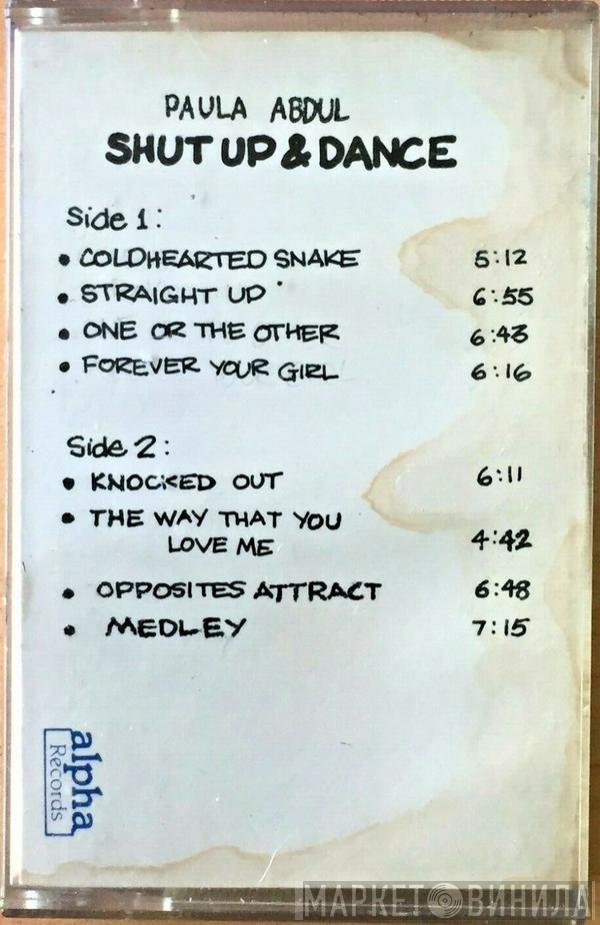 PAULA ABDUL
SHUT UP & DANCE
Side 1:
• COLDHEARTED SNAKE 5:12
• STRAIGHT UP 6:55
• ONE OR THE OTHER 6:43
• FOREVER YOUR GIRL 6:16
Side 2:
• KNOCKED OUT 6:11
• THE WAY THAT YOU
LOVE ME 4:42
• OPPOSITES ATTRACT 6:48
• MEDLEY 7:15
alpha
Records
МАРКЕТ ВИНИЛА